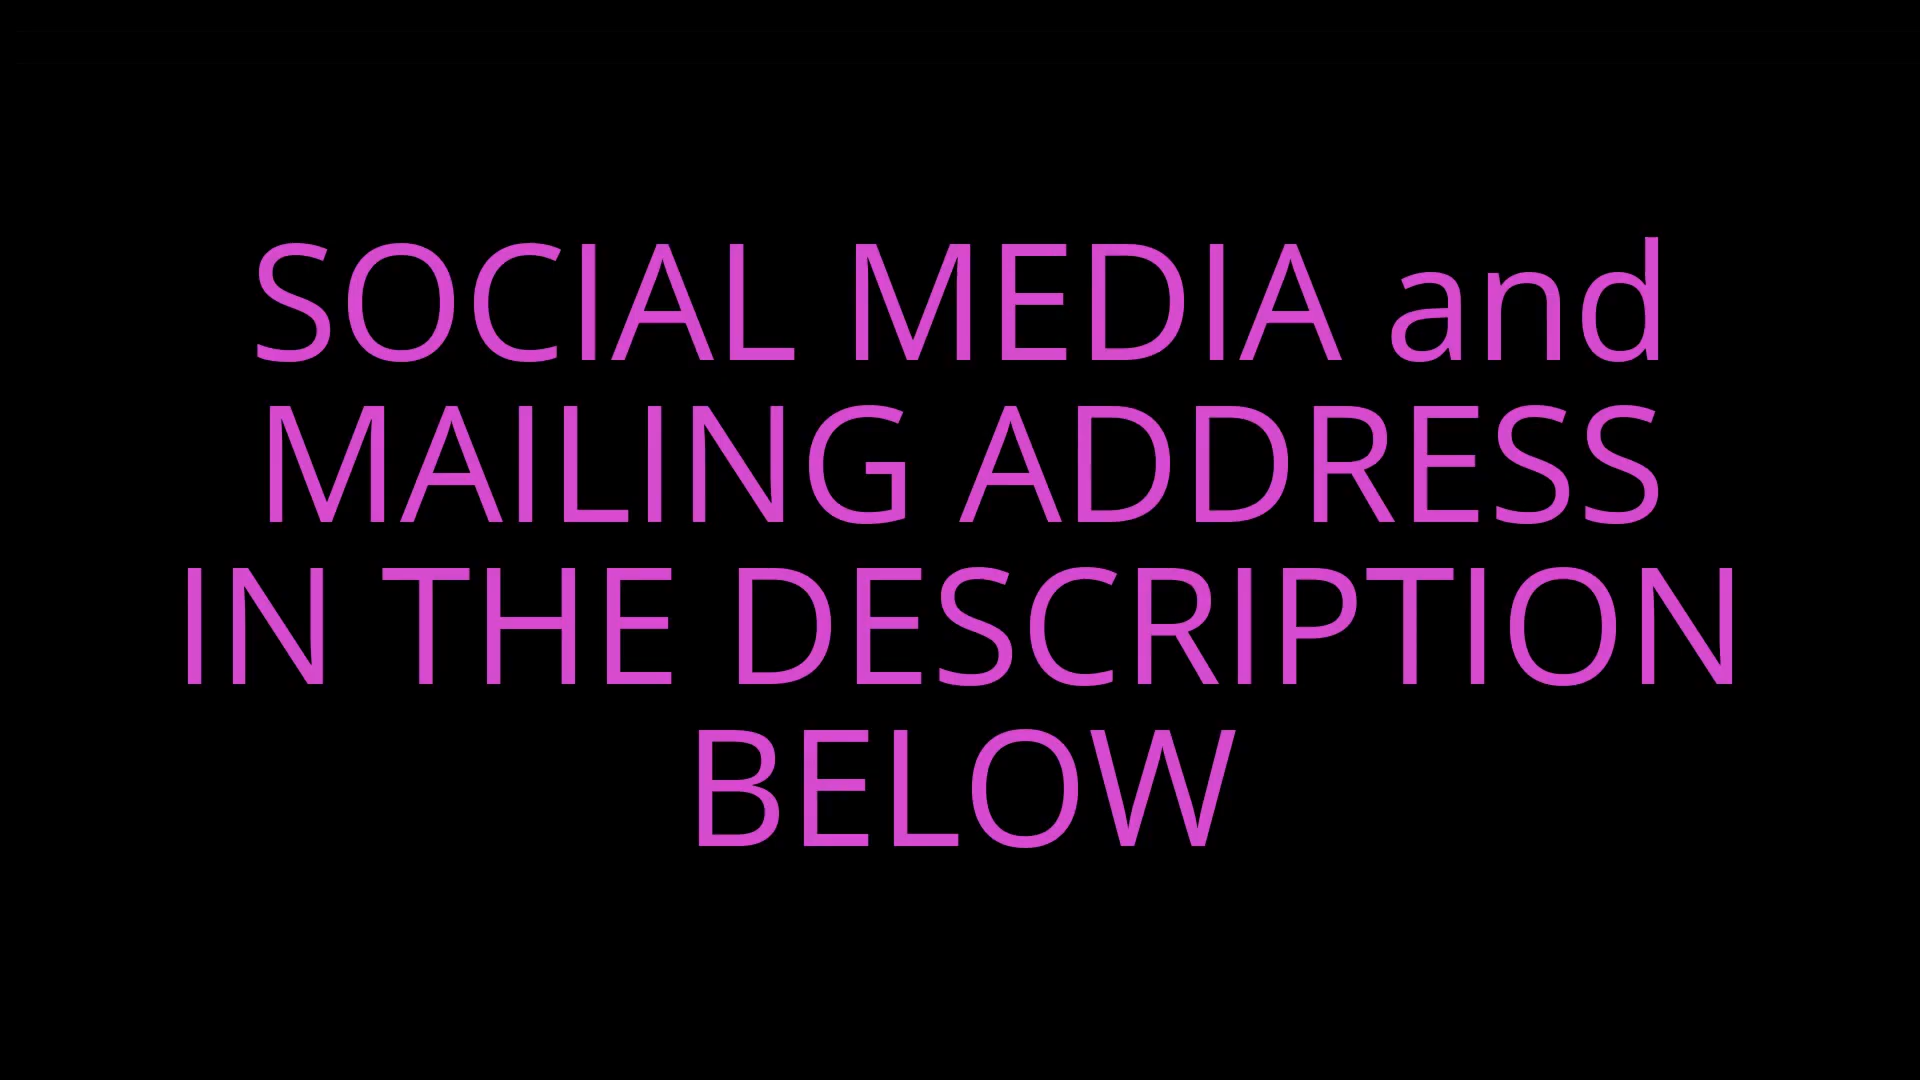 SOCIAL MEDIA and
MAILING ADDRESS
IN THE DESCRIPTION
BELOW